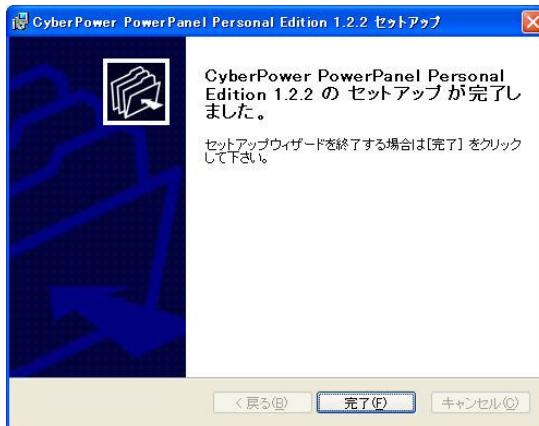 CyberPower PowerPanel Personal Edition 1.2.2 セットアップ
CyberPower PowerPanel Personal
Edition 1.2.2 の セットアップ が完了し
ました。
セットアップウィザードを終了する場合は[完了] をクリック
して下さい。
< 戻る(B)
完了(F)
キャンセル(C)